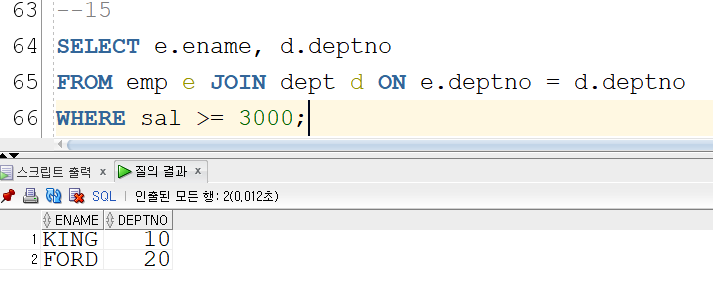 63 --15
64 SELECT e.ename, d.deptno
65 FROM emp e JOIN dept d ON e.deptno = d.deptno
66 WHERE sal >= 3000;
스크립트 출력 x 질의 결과 x
SQL | 인출된 모든 행: 2(0,012초)
ENAME DEPTNO
1 KING 10
2 FORD 20